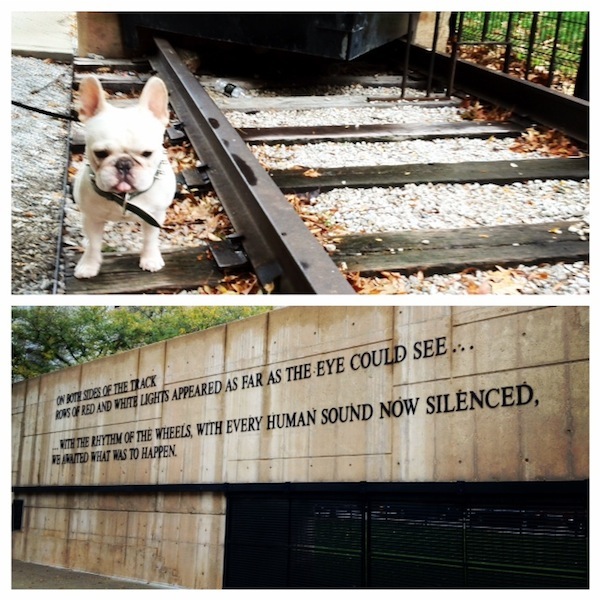 ON BOTH SIDES OF THE TRACK
ROWS OF RED AND WHITE LIGHTS APPEARED AS FAR AS THE EYE COULD SEE...
...WITH THE RHYTHM OF THE WHEELS, WITH EVERY HUMAN SOUND NOW SILENCED,
WE AWAITED WHAT WAS TO HAPPEN.